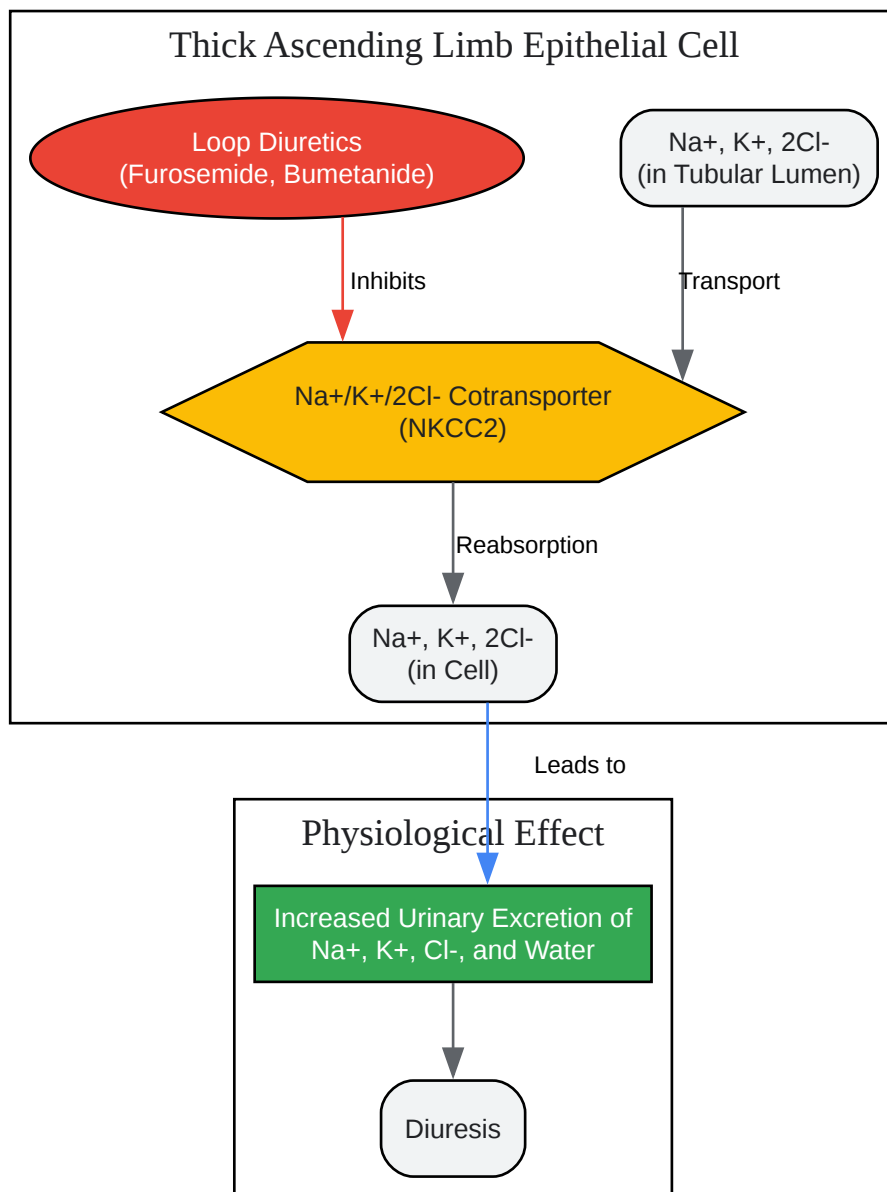 Thick Ascending Limb Epithelial Cell
Loop Diuretics
(Furosemide, Bumetanide)
Na+, K+, 2Cl-
(in Tubular Lumen)
Inhibits
Transport
Na+/K+/2Cl- Cotransporter
(NKCC2)
Reabsorption
Na+, K+, 2Cl-
(in Cell)
Leads to
Physiological Effect
Increased Urinary Excretion of
Na+, K+, Cl-, and Water
Diuresis